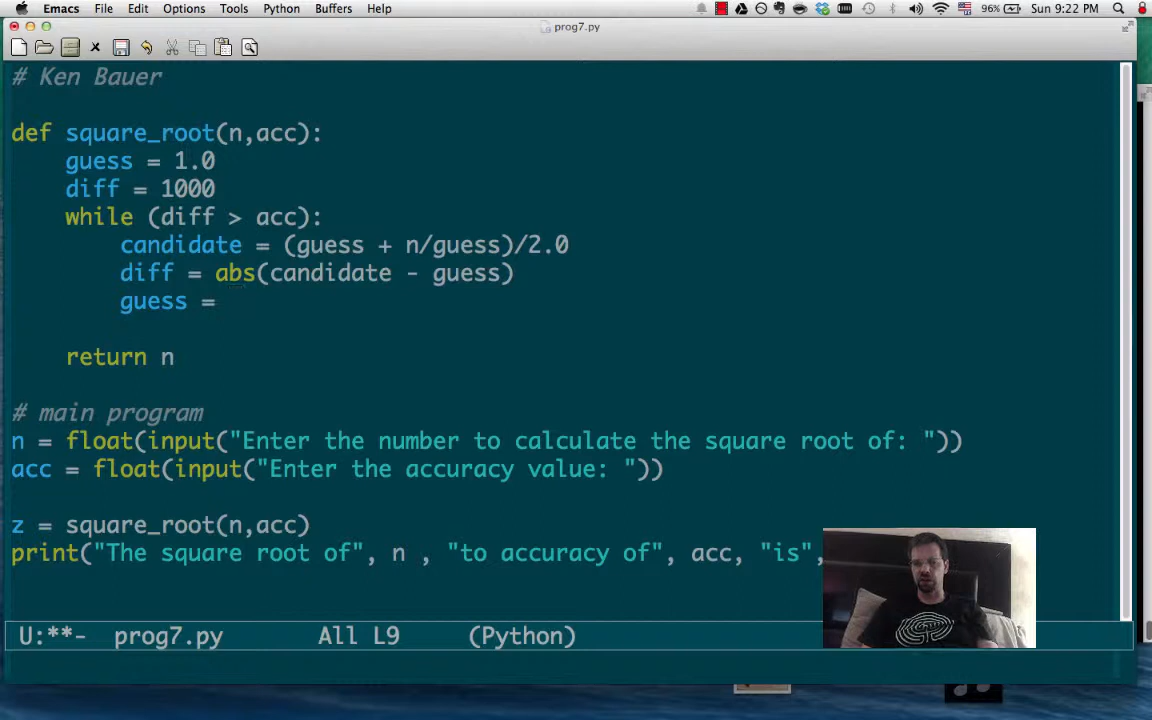 Emacs File Edit Options Tools Python Buffers Help 96% Sun 9:22 PM
prog7.py
# Ken Bauer
def square_root(n,acc):
guess = 1.0
diff = 1000
while (diff > acc):
candidate = (guess + n/guess)/2.0
diff = abs(candidate - guess)
guess =
return n
# main program
n = float(input("Enter the number to calculate the square root of: "))
acc = float(input("Enter the accuracy value: "))
z = square_root(n,acc)
print("The square root of", n , "to accuracy of", acc, "is",
U:**- prog7.py All L9 (Python)